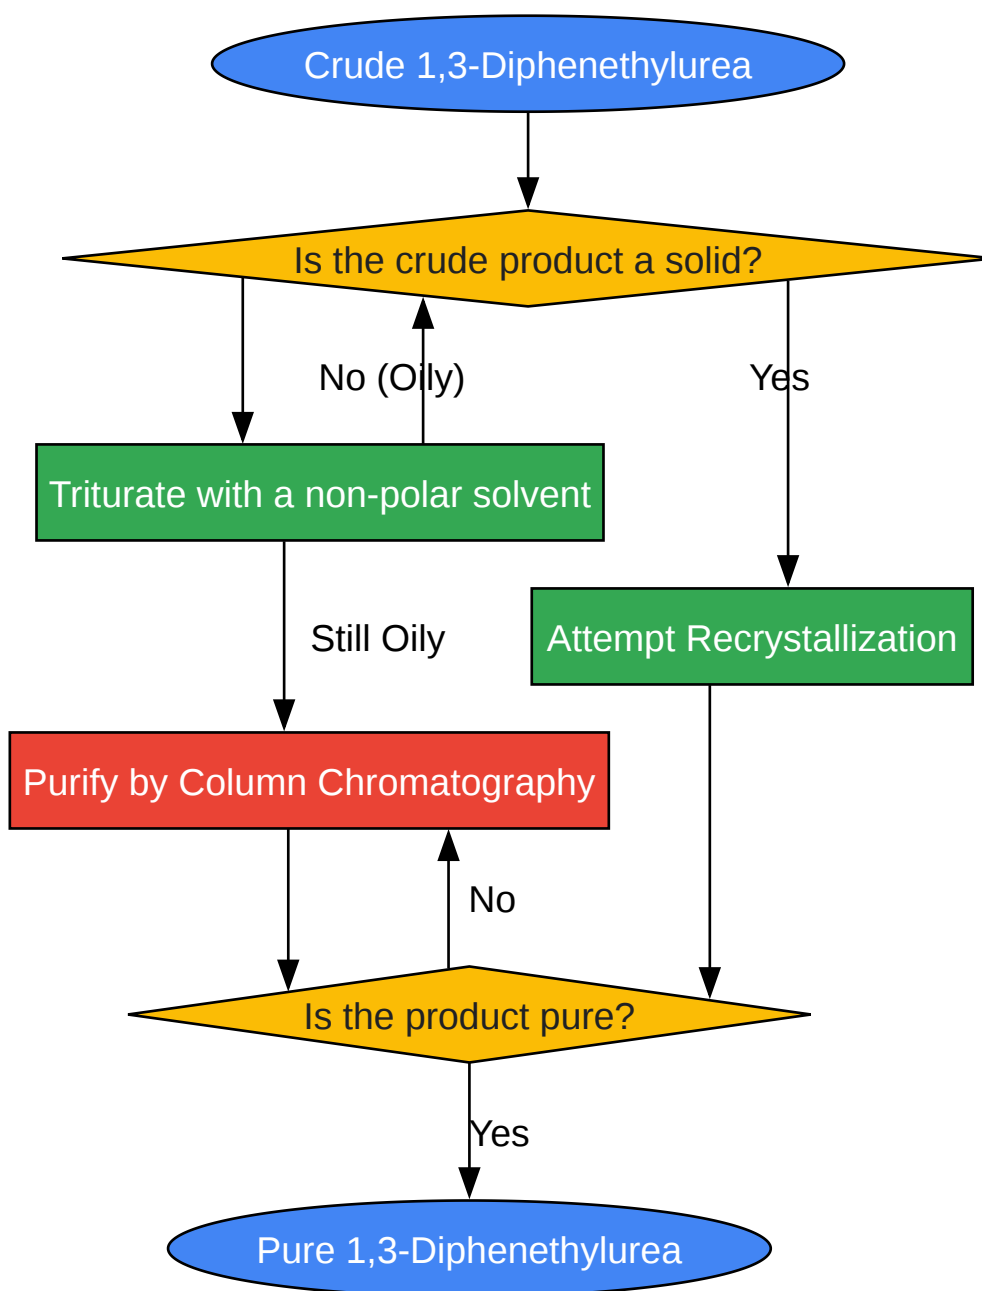 Crude 1,3-Diphenethylurea
Is the crude product a solid?
No (Oily)
Yes
Triturate with a non-polar solvent
Still Oily
Attempt Recrystallization
Purify by Column Chromatography
No
Is the product pure?
Yes
Pure 1,3-Diphenethylurea